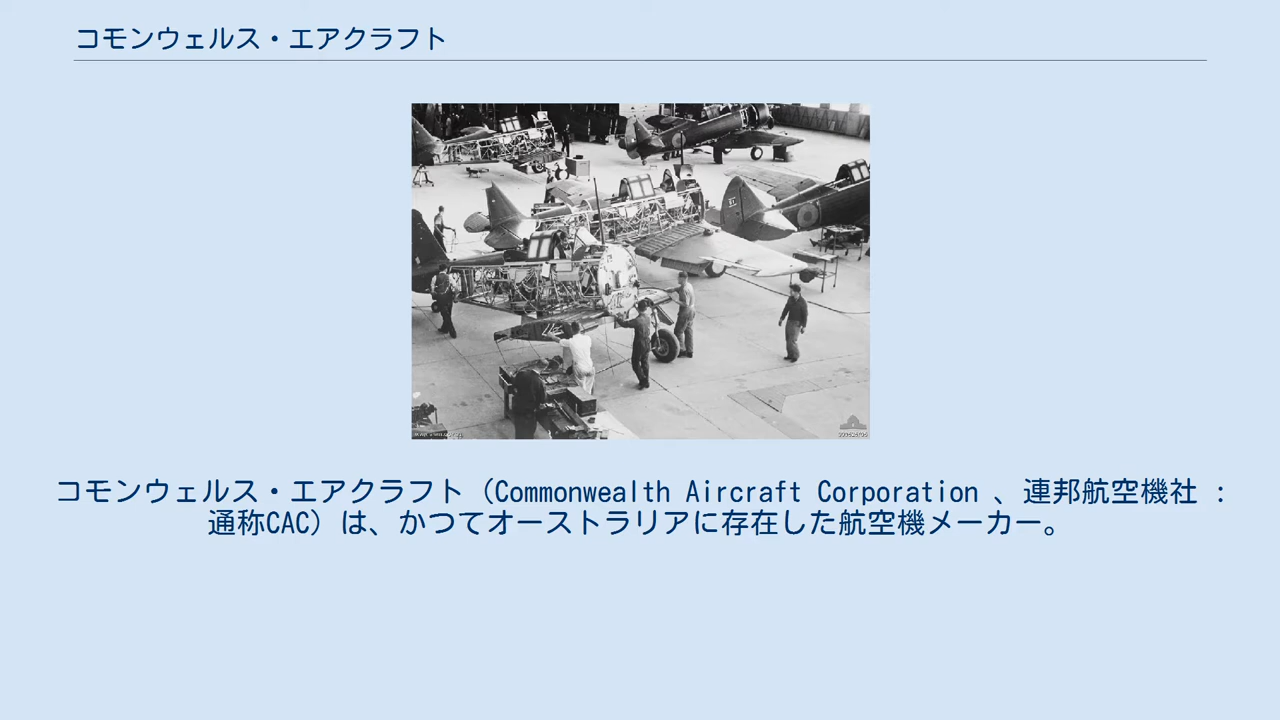 コモンウェルス・エアクラフト
コモンウェルス・エアクラフト（Commonwealth Aircraft Corporation 、連邦航空機社 :
通称CAC）は、かつてオーストラリアに存在した航空機メーカー。